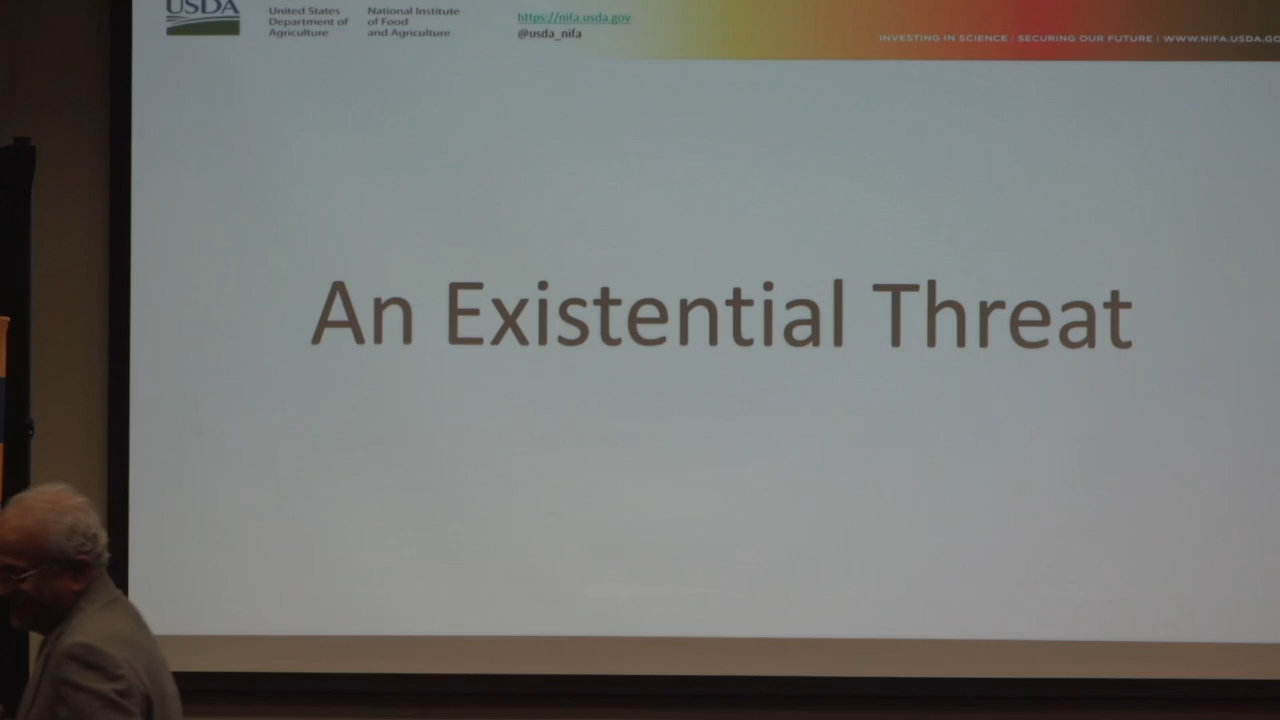 USDA
United States
Department of
Agriculture
National Institute
of Food
and Agriculture
https://nifa.usda.gov
@usda_nifa
INVESTING IN SCIENCE | SECURING OUR FUTURE | WWW.NIFA.USDA.GO
An Existential Threat